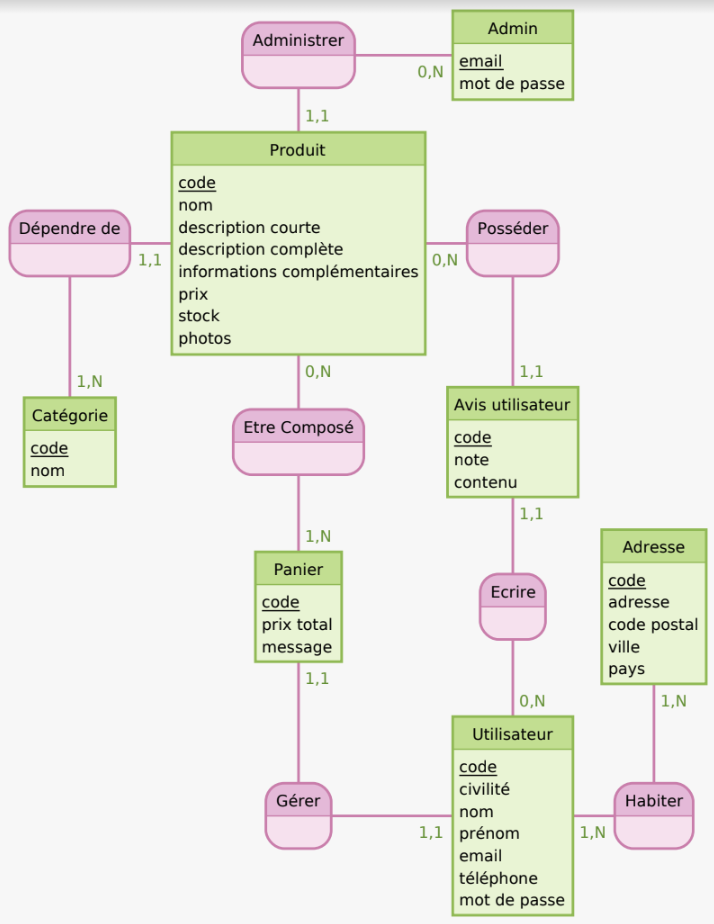 Administrer
Admin
email
mot de passe
0,N
1,1
Produit
code
nom
description courte
description complète
informations complémentaires
prix
stock
photos
Dépendre de
1,1
Posséder
0,N
1,N
Catégorie
code
nom
0,N
Etre Composé
1,N
1,1
Avis utilisateur
code
note
contenu
1,1
Panier
code
prix total
message
1,1
Ecrire
0,N
Adresse
code
adresse
code postal
ville
pays
1,N
Gérer
1,1
Utilisateur
code
civilité
nom
prénom
email
téléphone
mot de passe
Habiter
1,N